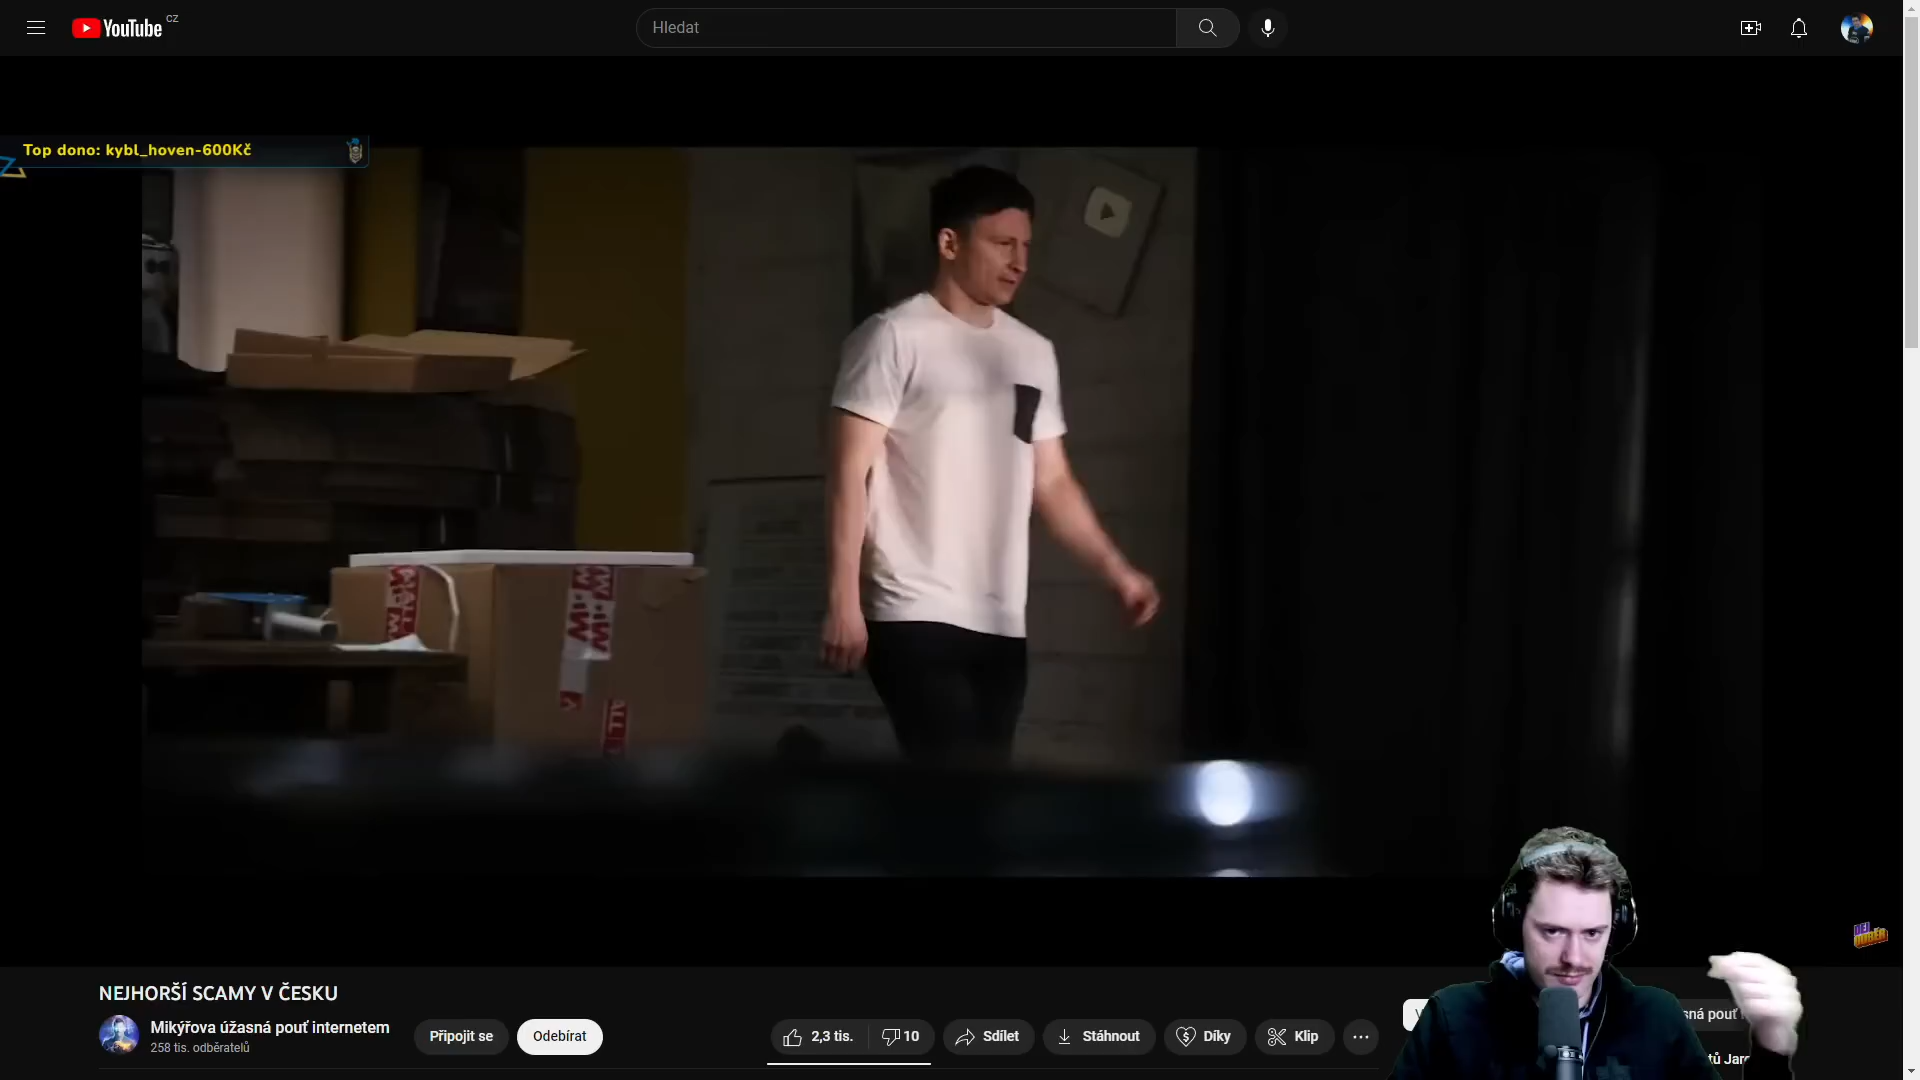 YouTube CZ
Hledat
Top dono: kybl_hoven-600Kč
NEJHORŠÍ SCAMY V ČESKU
Mikýřova úžasná pouť internetem
258 tis. odběratelů
Připojit se
Odebírat
2,3 tis.
10
Sdílet
Stáhnout
Díky
Klip